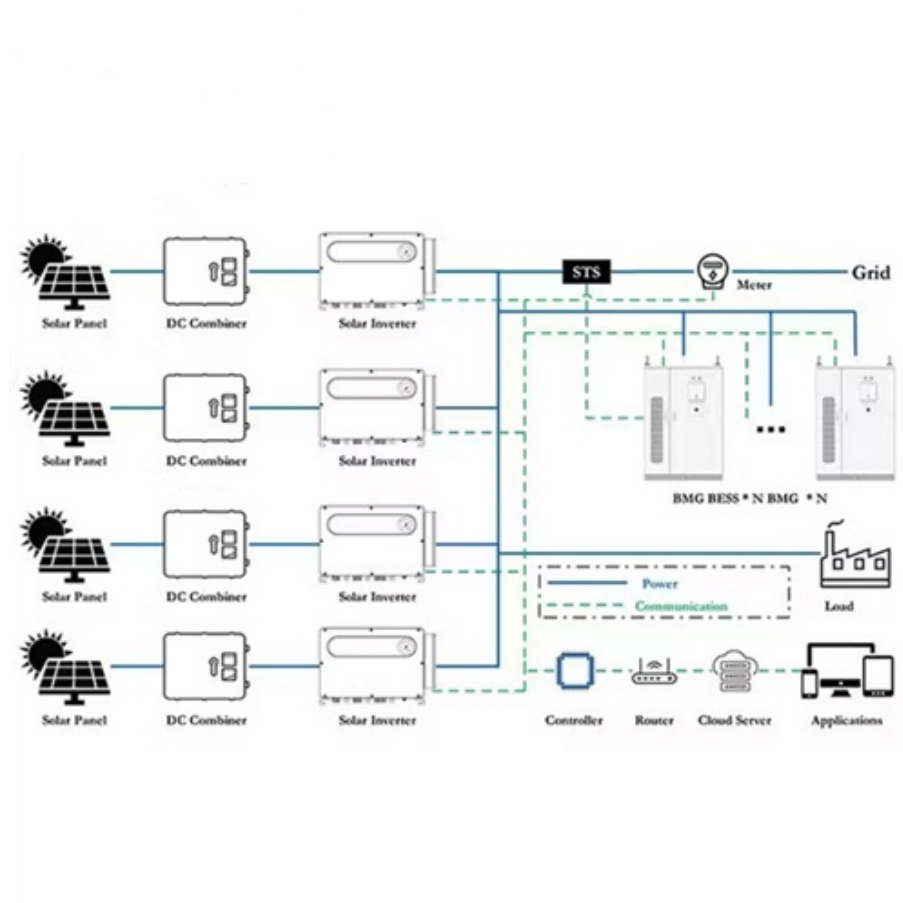 STS
Grid
Meter
Solar Panel
DC Combiner
Solar Inverter
Solar Panel
DC Combiner
Solar Inverter
BMG BESS * N BMG * N
Solar Panel
DC Combiner
Solar Inverter
Power
Communication
Load
Solar Panel
DC Combiner
Solar Inverter
Controller
Router
Cloud Server
Applications